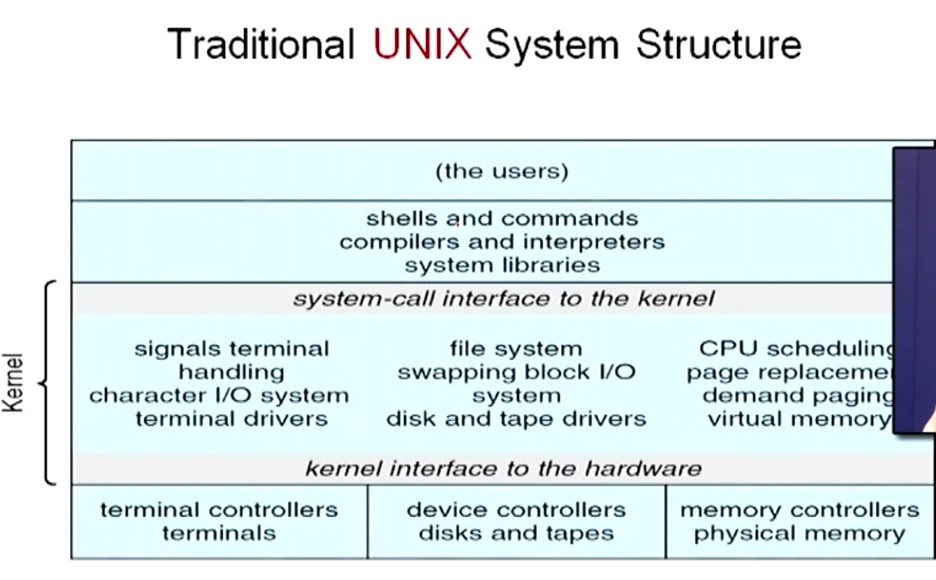 Traditional UNIX System Structure
(the users)
shells and commands
compilers and interpreters
system libraries
system-call interface to the kernel
Kernel
signals terminal
handling
character I/O system
terminal drivers
file system
swapping block I/O
system
disk and tape drivers
CPU scheduling
page replaceme
demand paging
virtual memory
kernel interface to the hardware
terminal controllers
terminals
device controllers
disks and tapes
memory controllers
physical memory